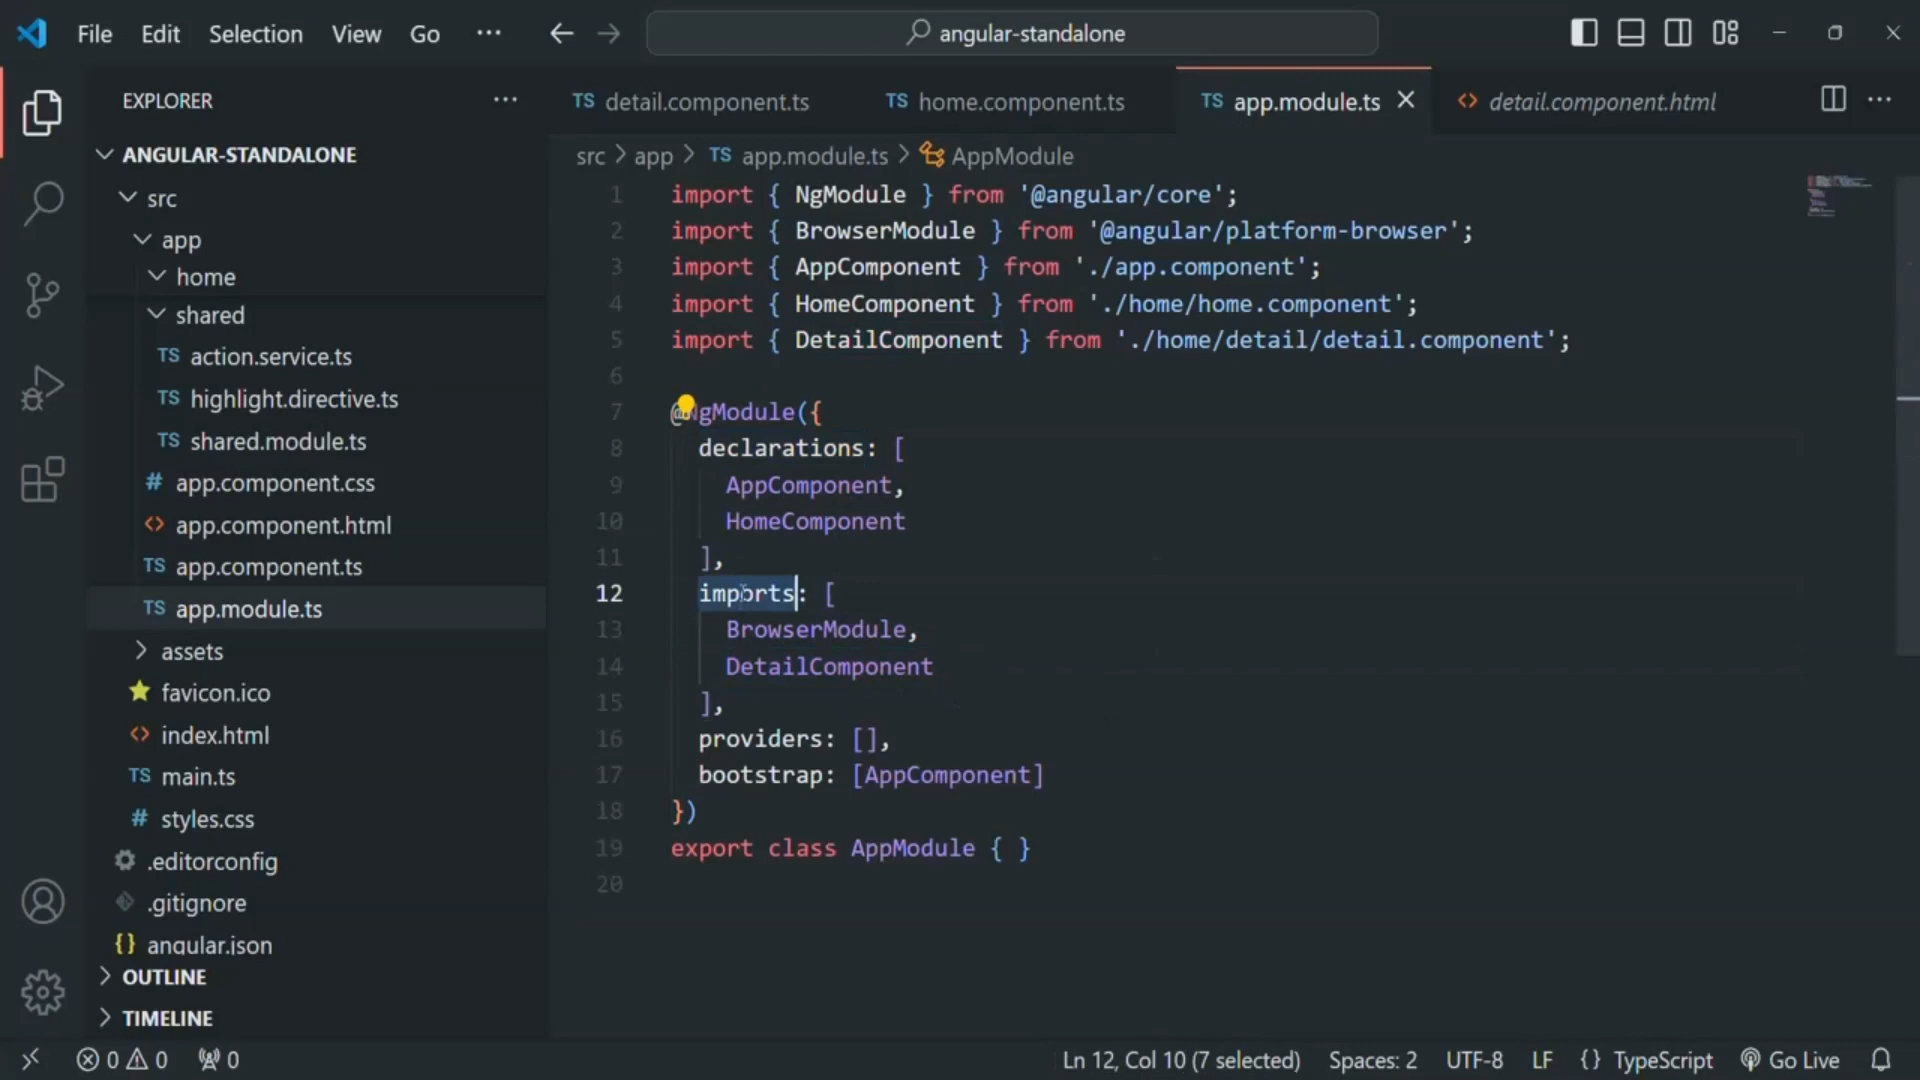 File Edit Selection View Go ··· angular-standalone
EXPLORER ···
ANGULAR-STANDALONE
src
app
home
shared
TS action.service.ts
TS highlight.directive.ts
TS shared.module.ts
# app.component.css
<> app.component.html
TS app.component.ts
TS app.module.ts
assets
favicon.ico
<> index.html
TS main.ts
# styles.css
.editorconfig
.gitignore
{} angular.json
OUTLINE
TIMELINE
TS detail.component.ts TS home.component.ts TS app.module.ts <> detail.component.html ···
src > app > TS app.module.ts > AppModule
1 import { NgModule } from '@angular/core';
2 import { BrowserModule } from '@angular/platform-browser';
3 import { AppComponent } from './app.component';
4 import { HomeComponent } from './home/home.component';
5 import { DetailComponent } from './home/detail/detail.component';
6
7 @NgModule({
8 declarations: [
9 AppComponent,
10 HomeComponent
11 ],
12 imports: [
13 BrowserModule,
14 DetailComponent
15 ],
16 providers: [],
17 bootstrap: [AppComponent]
18 })
19 export class AppModule { }
20
0 0 0 Ln 12, Col 10 (7 selected) Spaces: 2 UTF-8 LF {} TypeScript Go Live